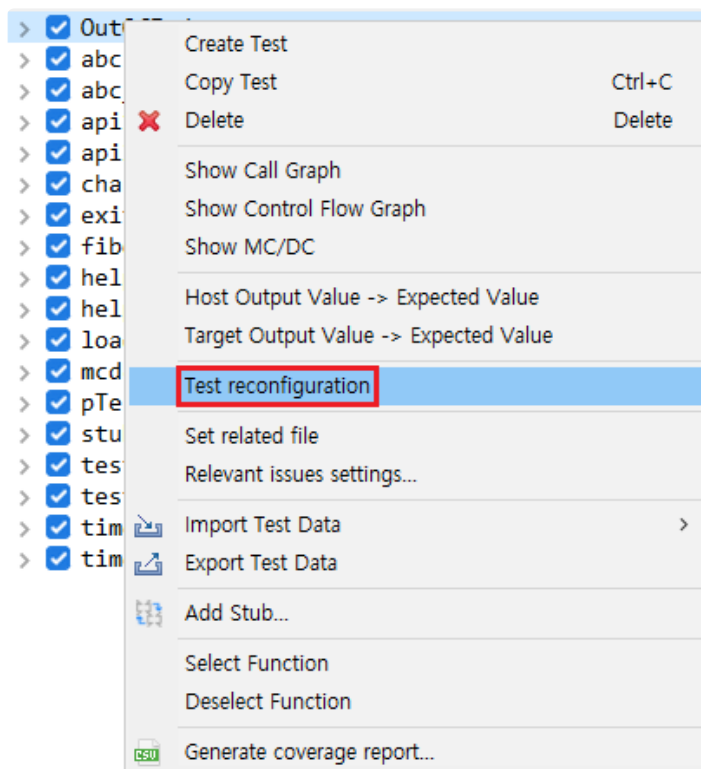 abc
abc_
api
api
cha
exi
fib
hel
hel
loa
mcd
pTe
stu
tes
tes
tim
tim
Create Test
Copy Test Ctrl+C
Delete Delete
Show Call Graph
Show Control Flow Graph
Show MC/DC
Host Output Value -> Expected Value
Target Output Value -> Expected Value
Test reconfiguration
Set related file
Relevant issues settings...
Import Test Data
Export Test Data
Add Stub...
Select Function
Deselect Function
CSV Generate coverage report...